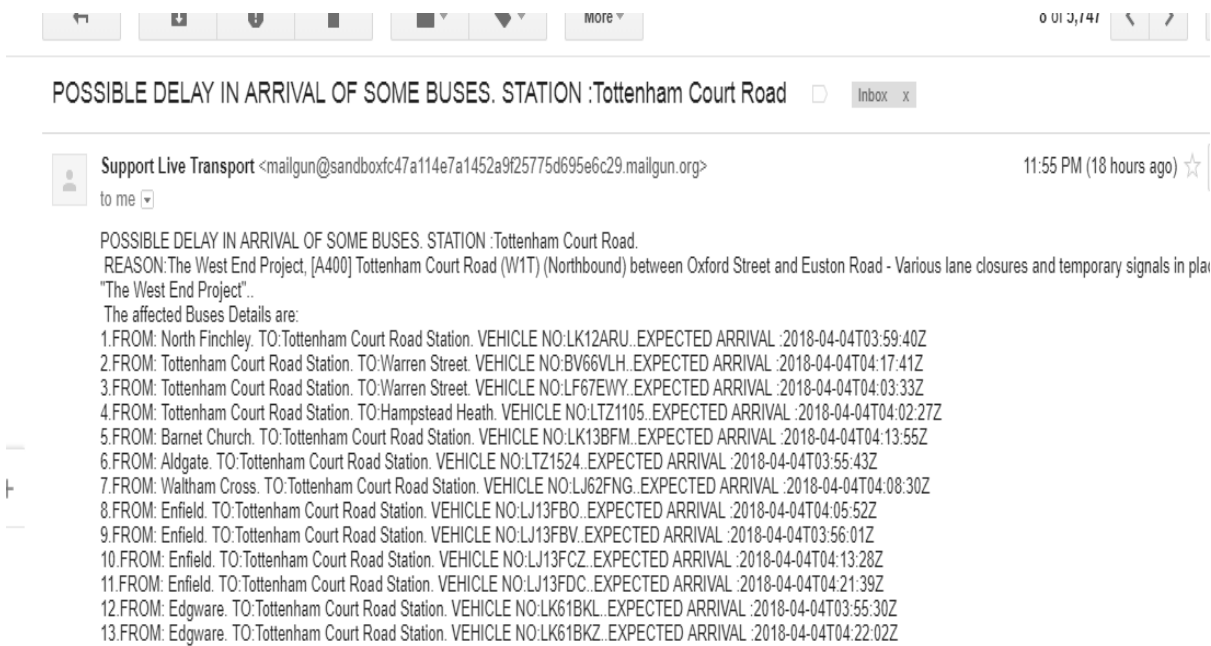 More
8 of 5,747
POSSIBLE DELAY IN ARRIVAL OF SOME BUSES. STATION :Tottenham Court Road
Inbox x
Support Live Transport <mailgun@sandboxfc47a114e7a1452a9f25775d695e6c29.mailgun.org>
11:55 PM (18 hours ago)
to me
POSSIBLE DELAY IN ARRIVAL OF SOME BUSES. STATION :Tottenham Court Road.
REASON:The West End Project, [A400] Tottenham Court Road (W1T) (Northbound) between Oxford Street and Euston Road - Various lane closures and temporary signals in
"The West End Project"..
The affected Buses Details are:
1.FROM: North Finchley. TO:Tottenham Court Road Station. VEHICLE NO:LK12ARU..EXPECTED ARRIVAL :2018-04-04T03:59:40Z
2.FROM: Tottenham Court Road Station. TO:Warren Street. VEHICLE NO:BV66VLH..EXPECTED ARRIVAL :2018-04-04T04:17:41Z
3.FROM: Tottenham Court Road Station. TO:Warren Street. VEHICLE NO:LF67EWY..EXPECTED ARRIVAL :2018-04-04T04:03:33Z
4.FROM: Tottenham Court Road Station. TO:Hampstead Heath. VEHICLE NO:LTZ1105..EXPECTED ARRIVAL :2018-04-04T04:02:27Z
5.FROM: Barnet Church. TO:Tottenham Court Road Station. VEHICLE NO:LK13BFM..EXPECTED ARRIVAL :2018-04-04T04:13:55Z
6.FROM: Aldgate. TO:Tottenham Court Road Station. VEHICLE NO:LTZ1524..EXPECTED ARRIVAL :2018-04-04T03:55:43Z
7.FROM: Waltham Cross. TO:Tottenham Court Road Station. VEHICLE NO:LJ62FNG..EXPECTED ARRIVAL :2018-04-04T04:08:30Z
8.FROM: Enfield. TO:Tottenham Court Road Station. VEHICLE NO:LJ13FBO..EXPECTED ARRIVAL :2018-04-04T04:05:52Z
9.FROM: Enfield. TO:Tottenham Court Road Station. VEHICLE NO:LJ13FBV..EXPECTED ARRIVAL :2018-04-04T03:56:01Z
10.FROM: Enfield. TO:Tottenham Court Road Station. VEHICLE NO:LJ13FCZ..EXPECTED ARRIVAL :2018-04-04T04:13:28Z
11.FROM: Enfield. TO:Tottenham Court Road Station. VEHICLE NO:LJ13FDC..EXPECTED ARRIVAL :2018-04-04T04:21:39Z
12.FROM: Edgware. TO:Tottenham Court Road Station. VEHICLE NO:LK61BKL..EXPECTED ARRIVAL :2018-04-04T03:55:30Z
13.FROM: Edgware. TO:Tottenham Court Road Station. VEHICLE NO:LK61BKZ..EXPECTED ARRIVAL :2018-04-04T04:22:02Z